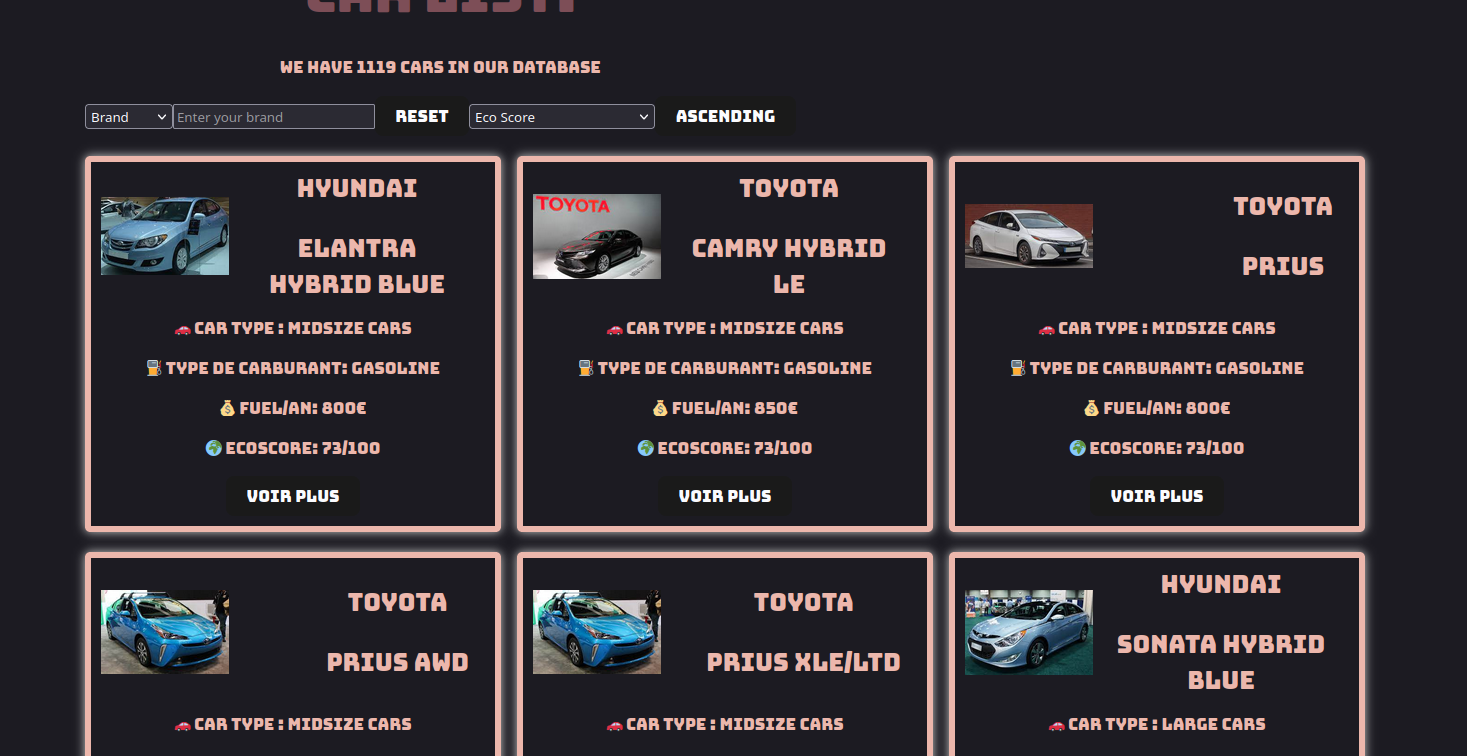 WE HAVE 1119 CARS IN OUR DATABASE
Brand Enter your brand RESET Eco Score ASCENDING
HYUNDAI
ELANTRA
HYBRID BLUE
🚗 CAR TYPE : MIDSIZE CARS
⛽ TYPE DE CARBURANT: GASOLINE
💰 FUEL/AN: 800€
🌍 ECOSCORE: 73/100
VOIR PLUS
TOYOTA
TOYOTA
CAMRY HYBRID
LE
🚗 CAR TYPE : MIDSIZE CARS
⛽ TYPE DE CARBURANT: GASOLINE
💰 FUEL/AN: 850€
🌍 ECOSCORE: 73/100
VOIR PLUS
TOYOTA
PRIUS
🚗 CAR TYPE : MIDSIZE CARS
⛽ TYPE DE CARBURANT: GASOLINE
💰 FUEL/AN: 800€
🌍 ECOSCORE: 73/100
VOIR PLUS
TOYOTA
PRIUS AWD
🚗 CAR TYPE : MIDSIZE CARS
TOYOTA
PRIUS XLE/LTD
🚗 CAR TYPE : MIDSIZE CARS
HYUNDAI
SONATA HYBRID
BLUE
🚗 CAR TYPE : LARGE CARS